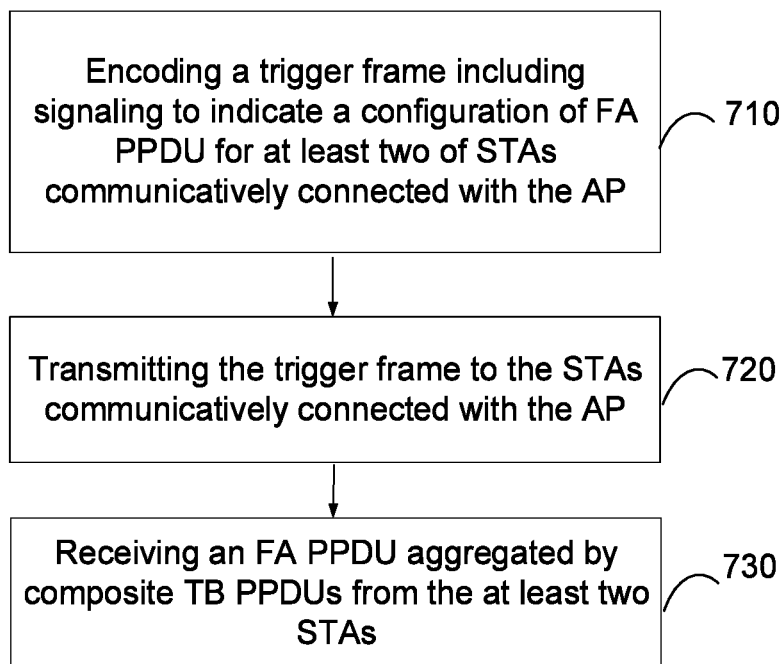 Encoding a trigger frame including
signaling to indicate a configuration of FA
PPDU for at least two of STAs
communicatively connected with the AP
710
Transmitting the trigger frame to the STAs
communicatively connected with the AP
720
Receiving an FA PPDU aggregated by
composite TB PPDUs from the at least two
STAs
730